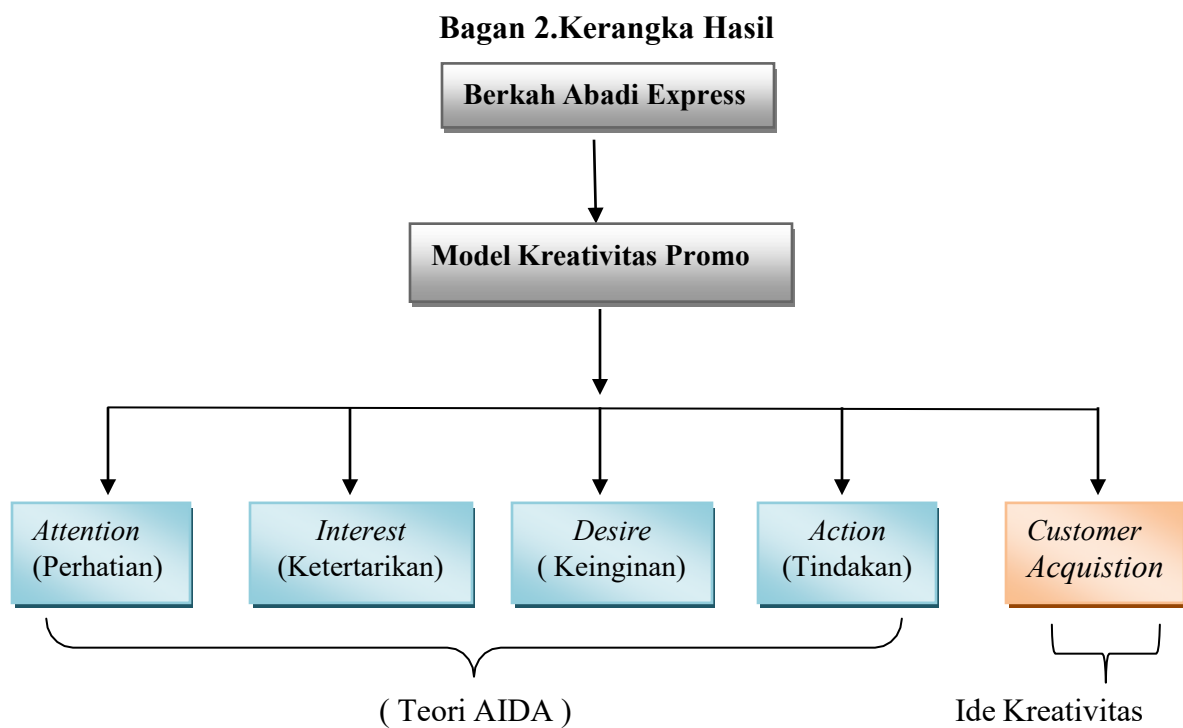 Bagan 2.Kerangka Hasil
Berkah Abadi Express
Model Kreativitas Promo
Attention
(Perhatian)
Interest
(Ketertarikan)
Desire
( Keinginan)
Action
(Tindakan)
Customer
Acquistion
( Teori AIDA )
Ide Kreativitas